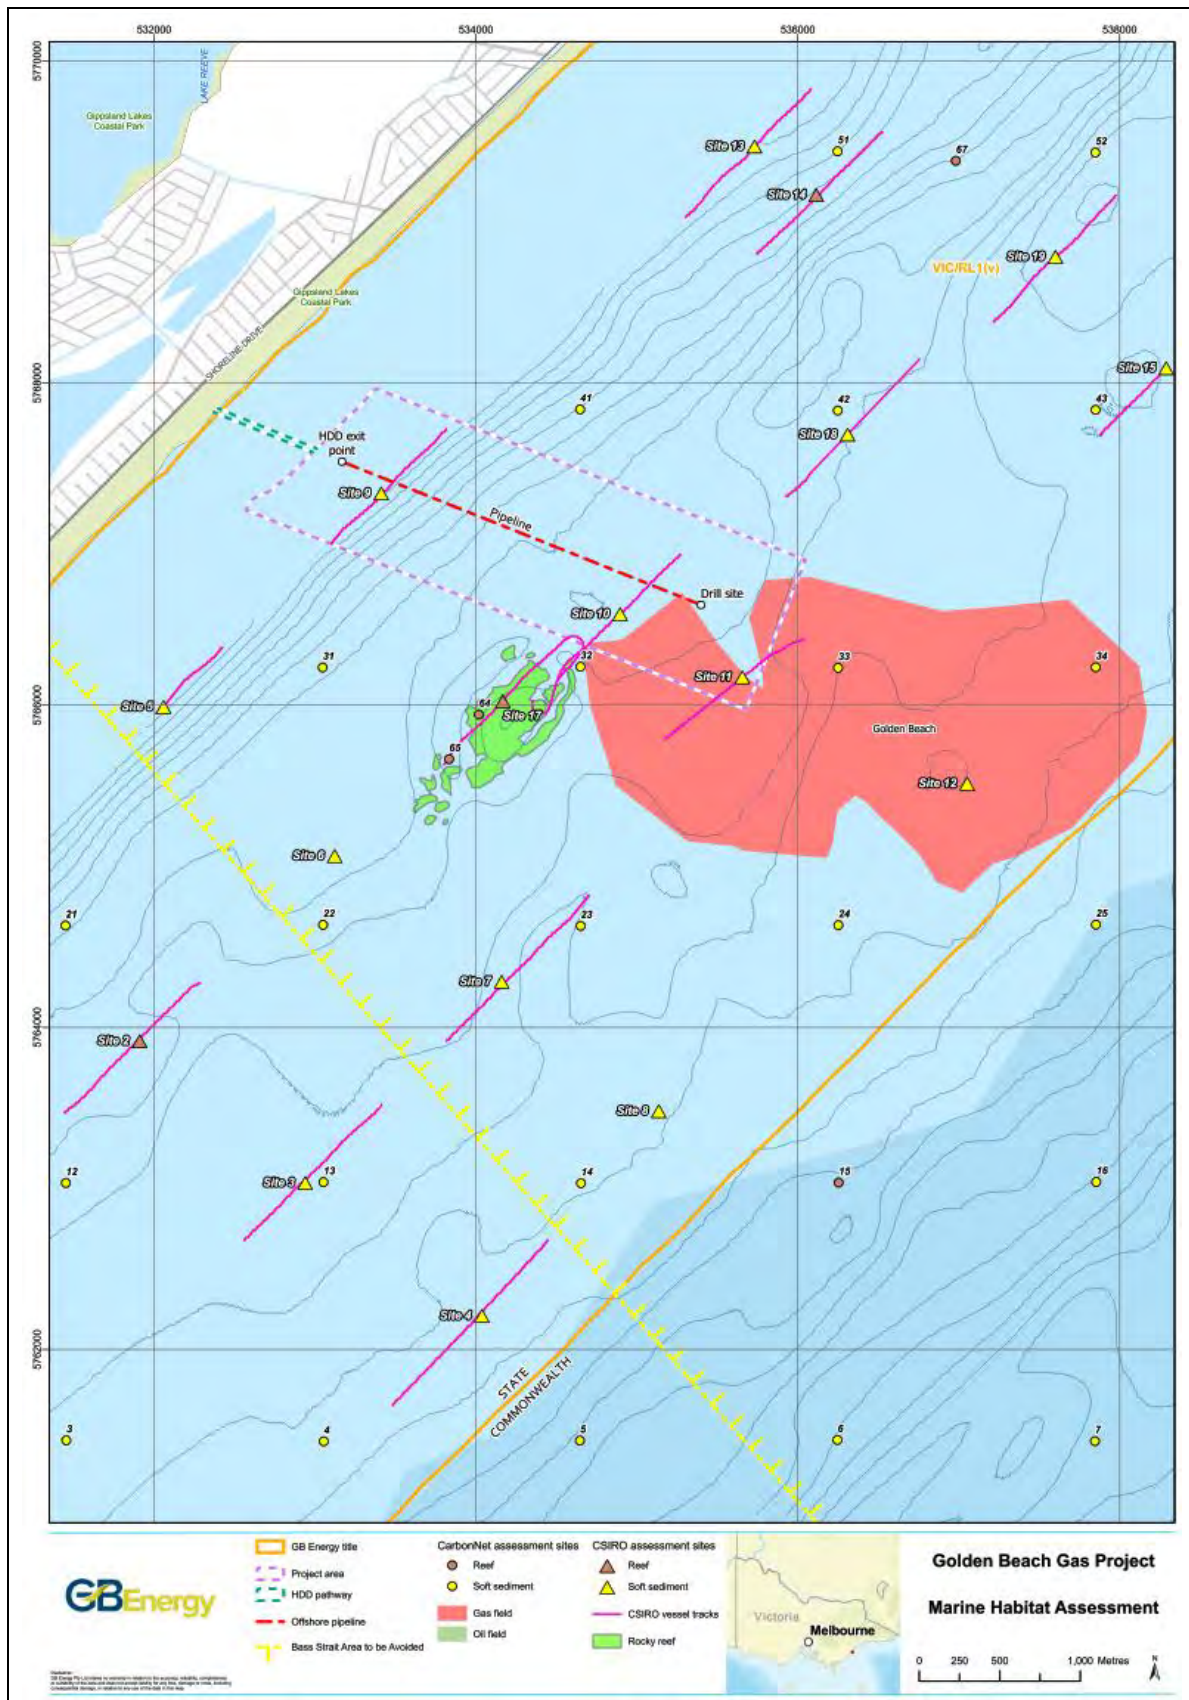 532000
534000
536000
538000
5770000
LAKE REEVE
Gippsland Lakes
Coastal Park
Site 13
51
67
52
Site 14
Site 19
VIC/RL1(v)
Gippsland Lakes
Coastal Park
SHORELINE DRIVE
5768000
Site 15
41
42
43
Site 18
HDD exit
point
Site 9
Pipeline
Drill site
Site 10
31
32
33
34
Site 11
5766000
Site 5
64
Site 17
Golden Beach
65
Site 12
Site 6
21
22
23
24
25
Site 7
5764000
Site 2
Site 8
12
13
14
15
16
Site 3
Site 4
5762000
STATE
COMMONWEALTH
3
4
5
6
7
GB Energy
GB Energy title
Project area
HDD pathway
Offshore pipeline
Bass Strait Area to be Avoided
CarbonNet assessment sites
Reef
Soft sediment
Gas field
Oil field
CSIRO assessment sites
Reef
Soft sediment
CSIRO vessel tracks
Rocky reef
Victoria
Melbourne
Golden Beach Gas Project
Marine Habitat Assessment
0 250 500 1,000 Metres
N